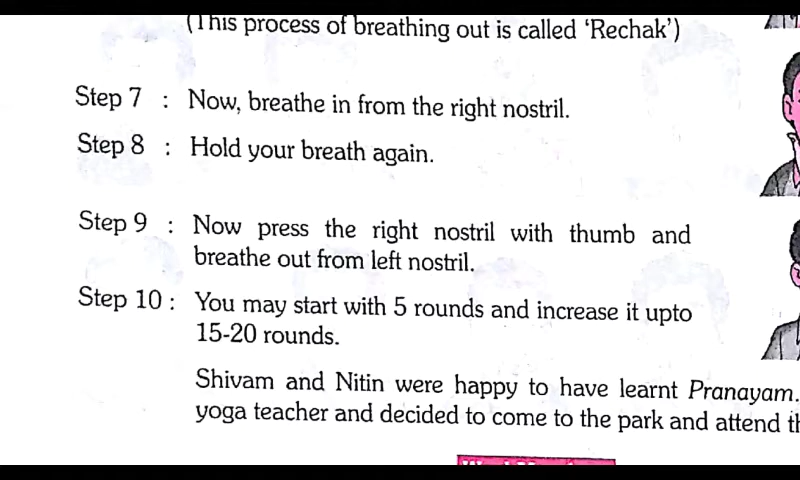 (This process of breathing out is called ‘Rechak’)
Step 7 : Now, breathe in from the right nostril.
Step 8 : Hold your breath again.
Step 9 : Now press the right nostril with thumb and
breathe out from left nostril.
Step 10 : You may start with 5 rounds and increase it upto
15-20 rounds.
Shivam and Nitin were happy to have learnt Pranayam.
yoga teacher and decided to come to the park and attend